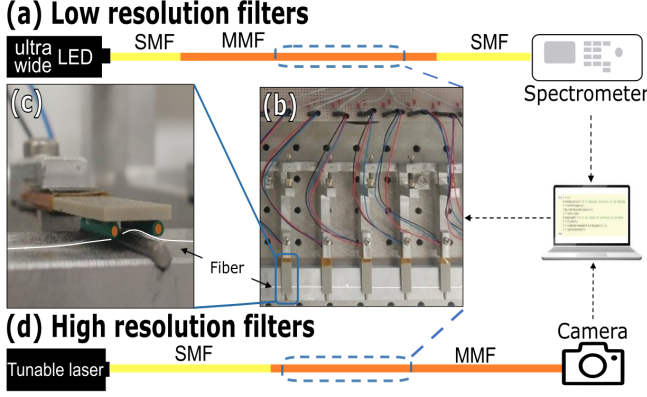 (a) Low resolution filters
ultra wide LED
SMF
MMF
SMF
Spectrometer
(c)
(b)
Fiber
(d) High resolution filters
Tunable laser
SMF
MMF
Camera